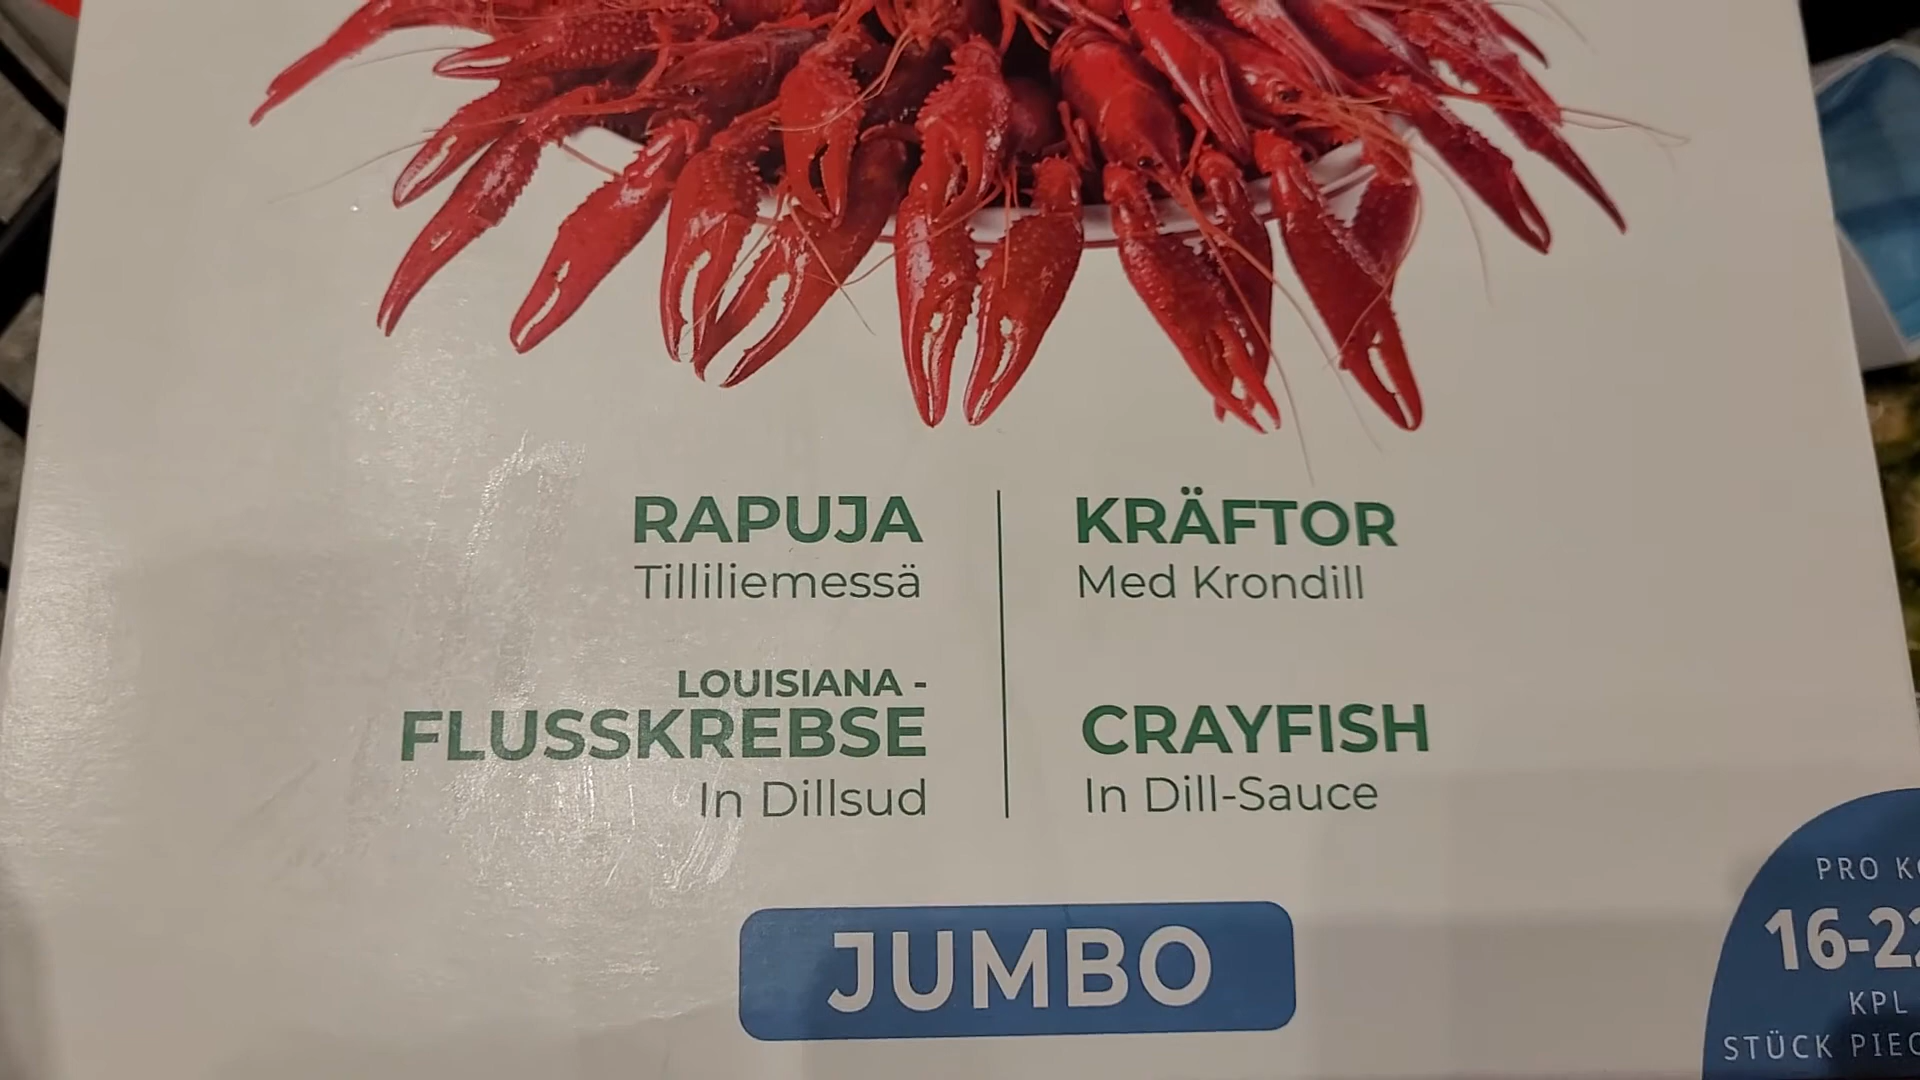 RAPUJA
Tilliliemessä
KRÄFTOR
Med Krondill
LOUISIANA -
FLUSSKREBSE
In Dillsud
CRAYFISH
In Dill-Sauce
JUMBO
PRO
KPL
STÜCK